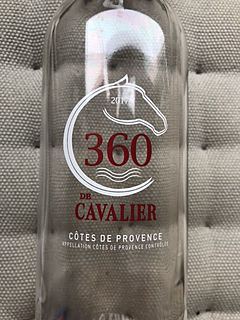 2017
360
DE
CAVALIER
CÔTES DE PROVENCE
APPELLATION CÔTES DE PROVENCE CONTRÔLÉE